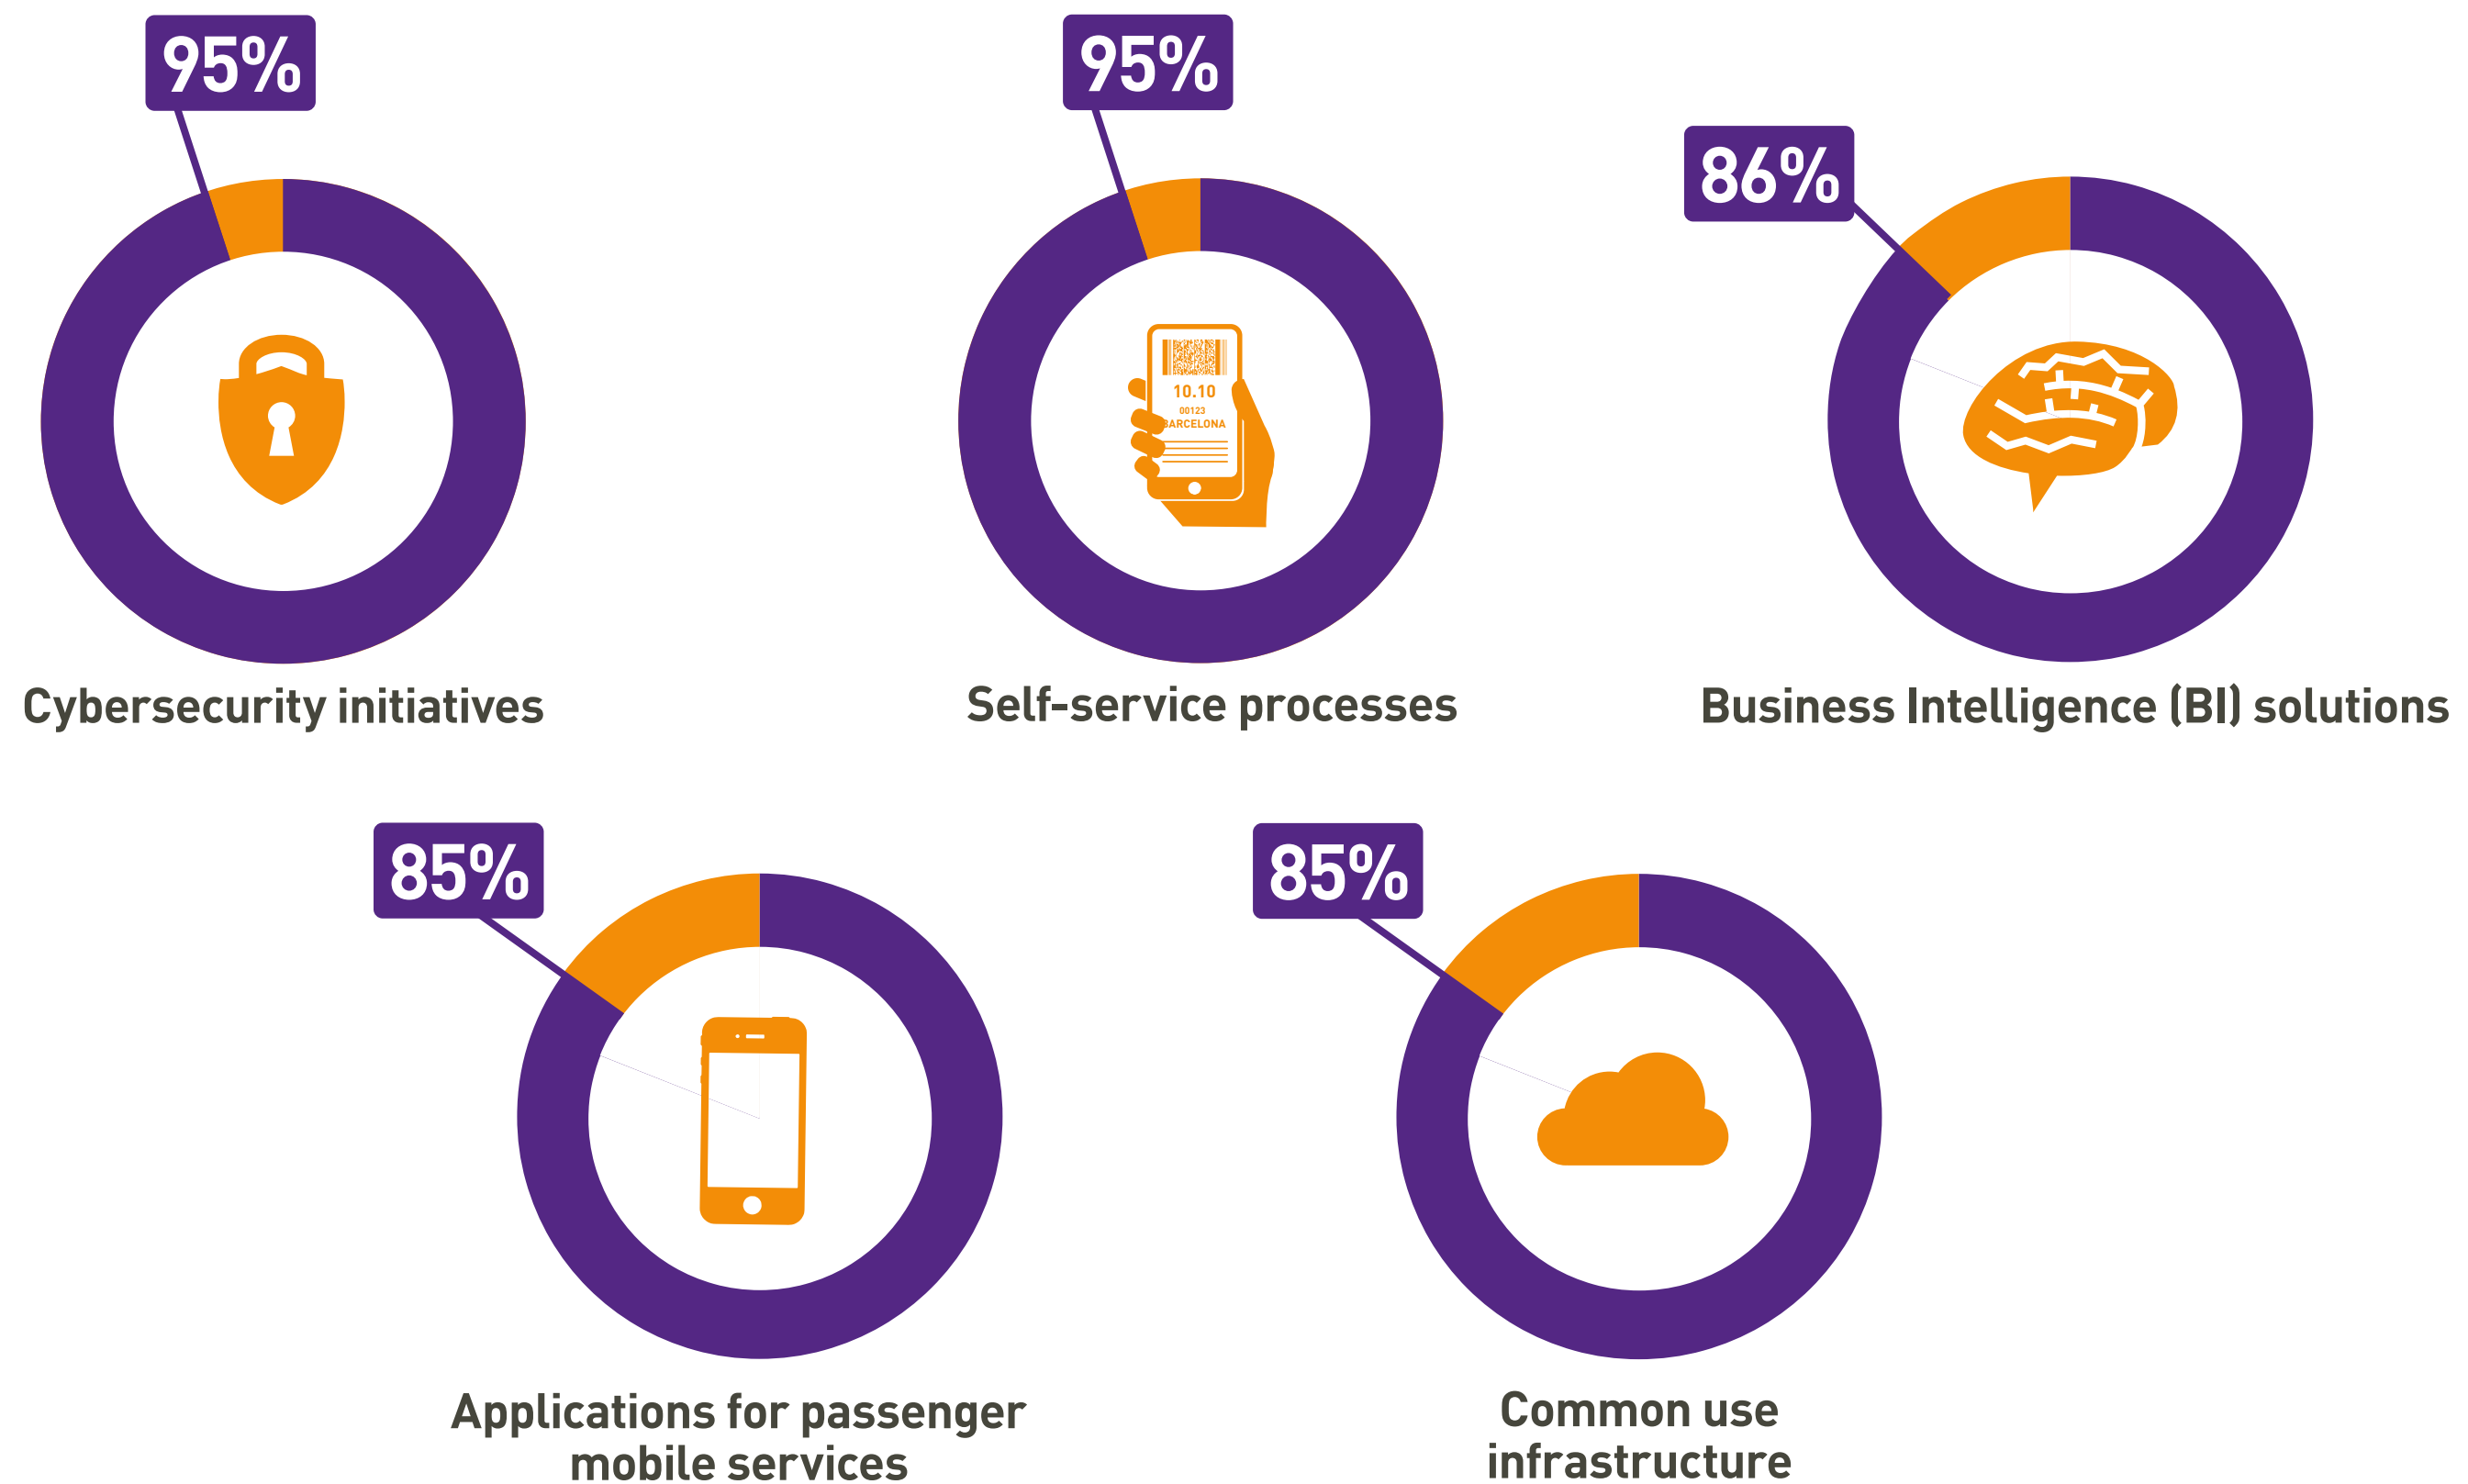 95%
95%
86%
10.10
00123
BARCELONA
Cybersecurity initiatives
Self-service processes
Business Intelligence (BI) solutions
85%
85%
Applications for passenger
mobile services
Common use
infrastructure